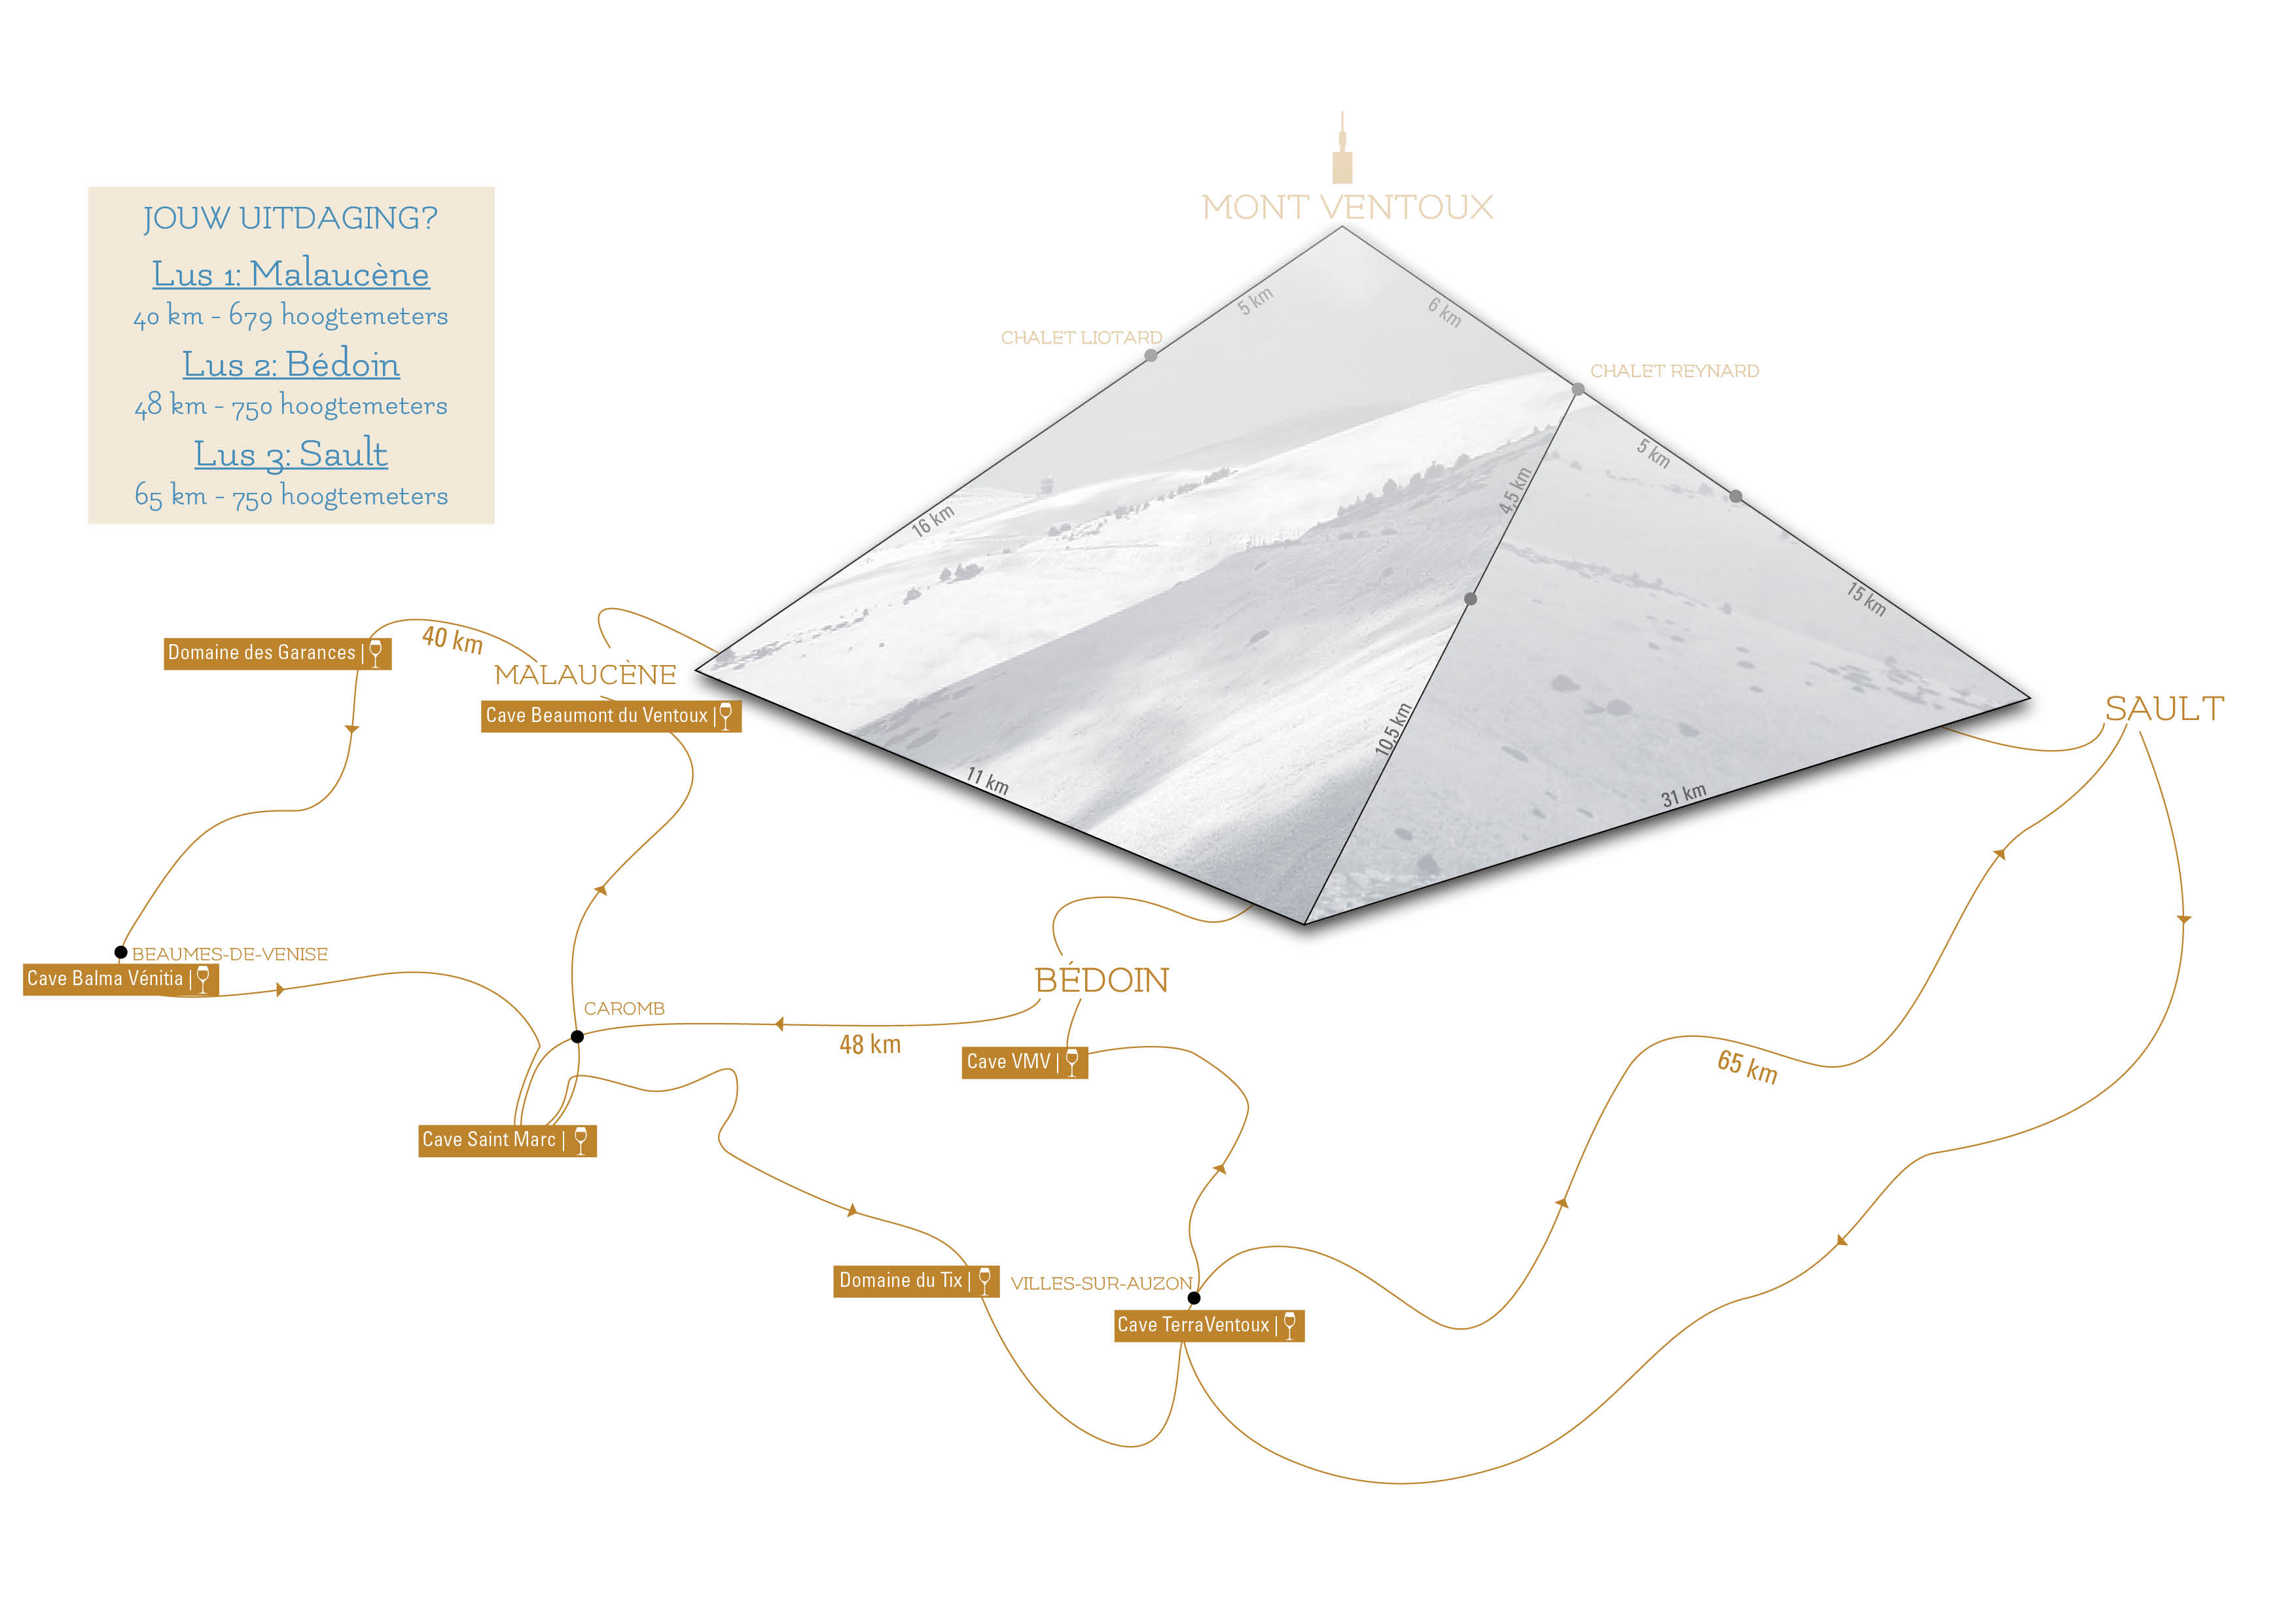 MONT VENTOUX
JOUW UITDAGING?
Lus 1: Malaucène
40 km - 679 hoogtemeters
Lus 2: Bédoin
48 km - 750 hoogtemeters
Lus 3: Sault
65 km - 750 hoogtemeters
5 km
6 km
CHALET LIOTARD
CHALET REYNARD
5 km
4,5 km
16 km
15 km
40 km
Domaine des Garances |
MALAUCÈNE
Cave Beaumont du Ventoux |
SAULT
10,5 km
11 km
31 km
BEAUMES-DE-VENISE
Cave Balma Vénitia |
BÉDOIN
CAROMB
48 km
Cave VMV |
65 km
Cave Saint Marc |
Domaine du Tix |
VILLES-SUR-AUZON
Cave TerraVentoux |